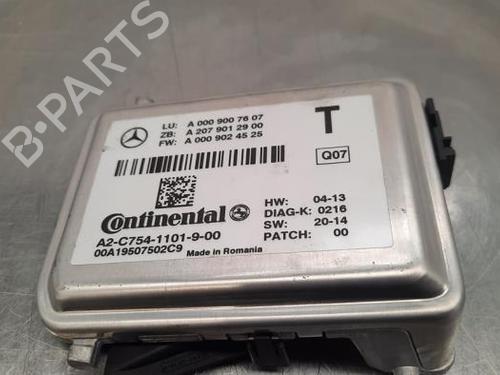 B-PARTS
LU: A 000 900 76 07
ZB: A 207 901 29 00
FW: A 000 902 45 25
T
Q07
Continental
A2-C754-1101-9-00
00A19507502C9
Made in Romania
HW: 04-13
DIAG-K: 0216
SW: 20-14
PATCH: 00